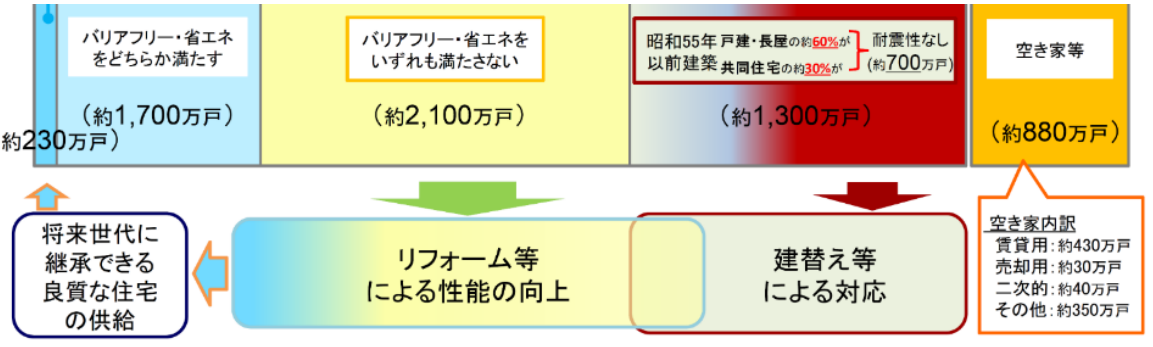 バリアフリー・省エネ
をどちらか満たす
バリアフリー・省エネを
いずれも満たさない
昭和55年
以前建築
戸建・長屋の約60%が
共同住宅の約30%が
耐震性なし
(約700万戸)
空き家等
約230万戸)
(約1,700万戸)
(約2,100万戸)
(約1,300万戸)
(約880万戸)
将来世代に
継承できる
良質な住宅
の供給
リフォーム等
による性能の向上
建替え等
による対応
空き家内訳
賃貸用:約430万戸
売却用:約30万戸
二次的:約40万戸
その他:約350万戸